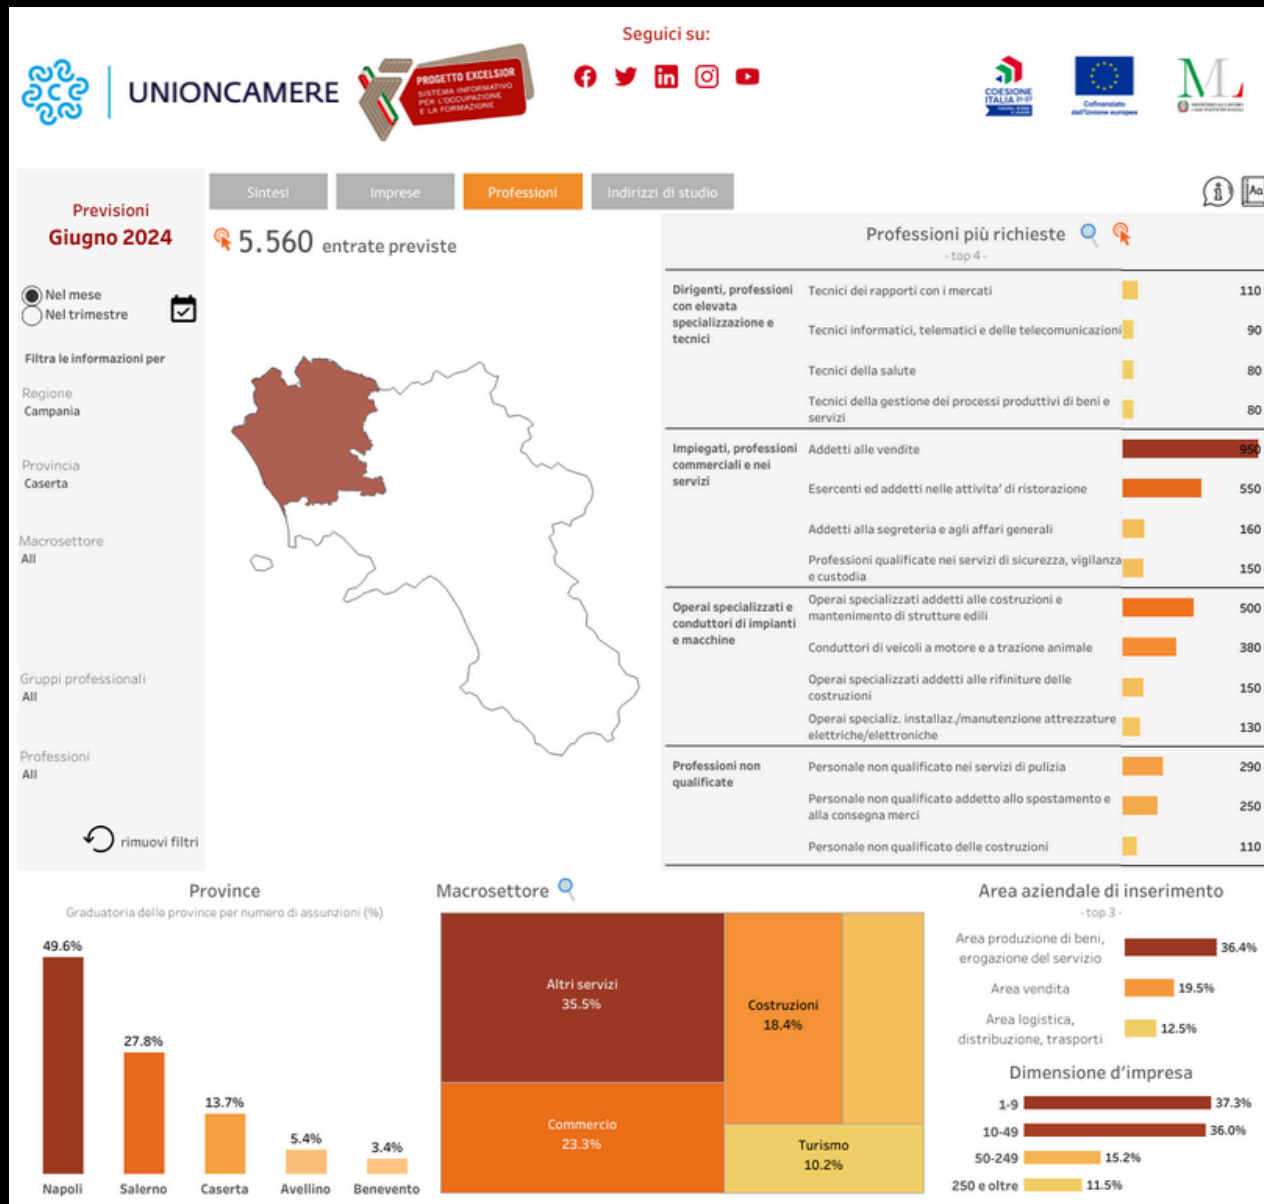 Seguici su:
UNIONCAMERE
PROGETTO EXCELSIOR
SISTEMA INFORMATIVO
PER L'OCCUPAZIONE
E LA FORMAZIONE
COESIONE
ITALIA 21-27
Cofinanziato
dall'Unione europea
ML
Sintesi
Imprese
Professioni
Indirizzi di studio
Aa
Previsioni
Giugno 2024
Nel mese
Nel trimestre
Filtra le informazioni per
Regione
Campania
Provincia
Caserta
Macrosettore
All
Gruppi professionali
All
Professioni
All
rimuovi filtri
5.560 entrate previste
Professioni più richieste
- top 4 -
Dirigenti, professioni
con elevata
specializzazione e
tecnici
Tecnici dei rapporti con i mercati 110
Tecnici informatici, telematici e delle telecomunicazioni 90
Tecnici della salute 80
Tecnici della gestione dei processi produttivi di beni e
servizi 80
Impiegati, professioni
commerciali e nei
servizi
Addetti alle vendite 950
Esercenti ed addetti nelle attivita' di ristorazione 550
Addetti alla segreteria e agli affari generali 160
Professioni qualificate nei servizi di sicurezza, vigilanza
e custodia 150
Operai specializzati e
conduttori di impianti
e macchine
Operai specializzati addetti alle costruzioni e
mantenimento di strutture edili 500
Conduttori di veicoli a motore e a trazione animale 380
Operai specializzati addetti alle rifiniture delle
costruzioni 150
Operai specializ. installaz./manutenzione attrezzature
elettriche/elettroniche 130
Professioni non
qualificate
Personale non qualificato nei servizi di pulizia 290
Personale non qualificato addetto allo spostamento e
alla consegna merci 250
Personale non qualificato delle costruzioni 110
Province
Graduatoria delle province per numero di assunzioni (%)
49.6%
27.8%
13.7%
5.4%
3.4%
Napoli Salerno Caserta Avellino Benevento
Macrosettore
Altri servizi
35.5%
Costruzioni
18.4%
Commercio
23.3%
Turismo
10.2%
Area aziendale di inserimento
- top 3 -
Area produzione di beni,
erogazione del servizio 36.4%
Area vendita 19.5%
Area logistica,
distribuzione, trasporti 12.5%
Dimensione d'impresa
1-9 37.3%
10-49 36.0%
50-249 15.2%
250 e oltre 11.5%